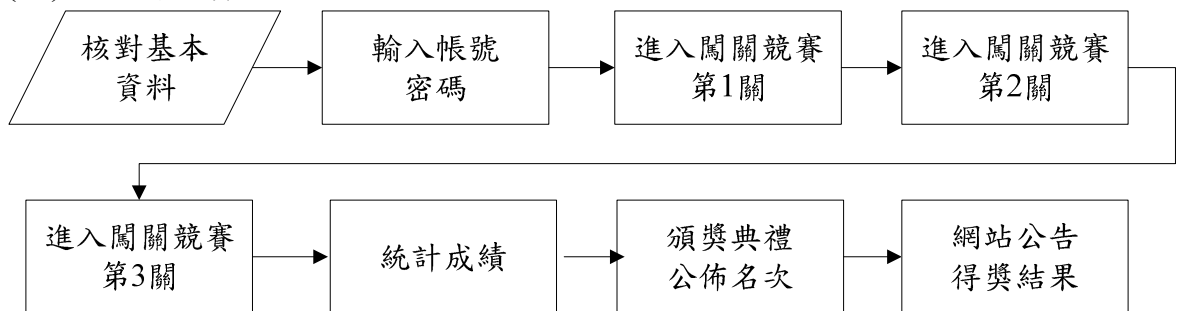 核對基本
資料
輸入帳號
密碼
進入闖關競賽
第1關
進入闖關競賽
第2關
進入闖關競賽
第3關
統計成績
頒獎典禮
公佈名次
網站公告
得獎結果